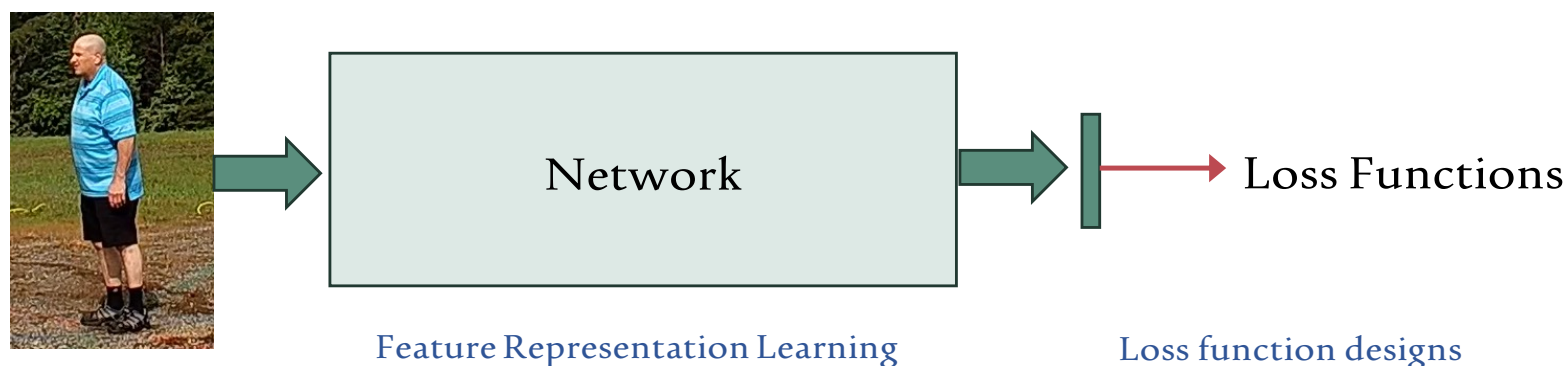 Network
Loss Functions
Feature Representation Learning
Loss function designs